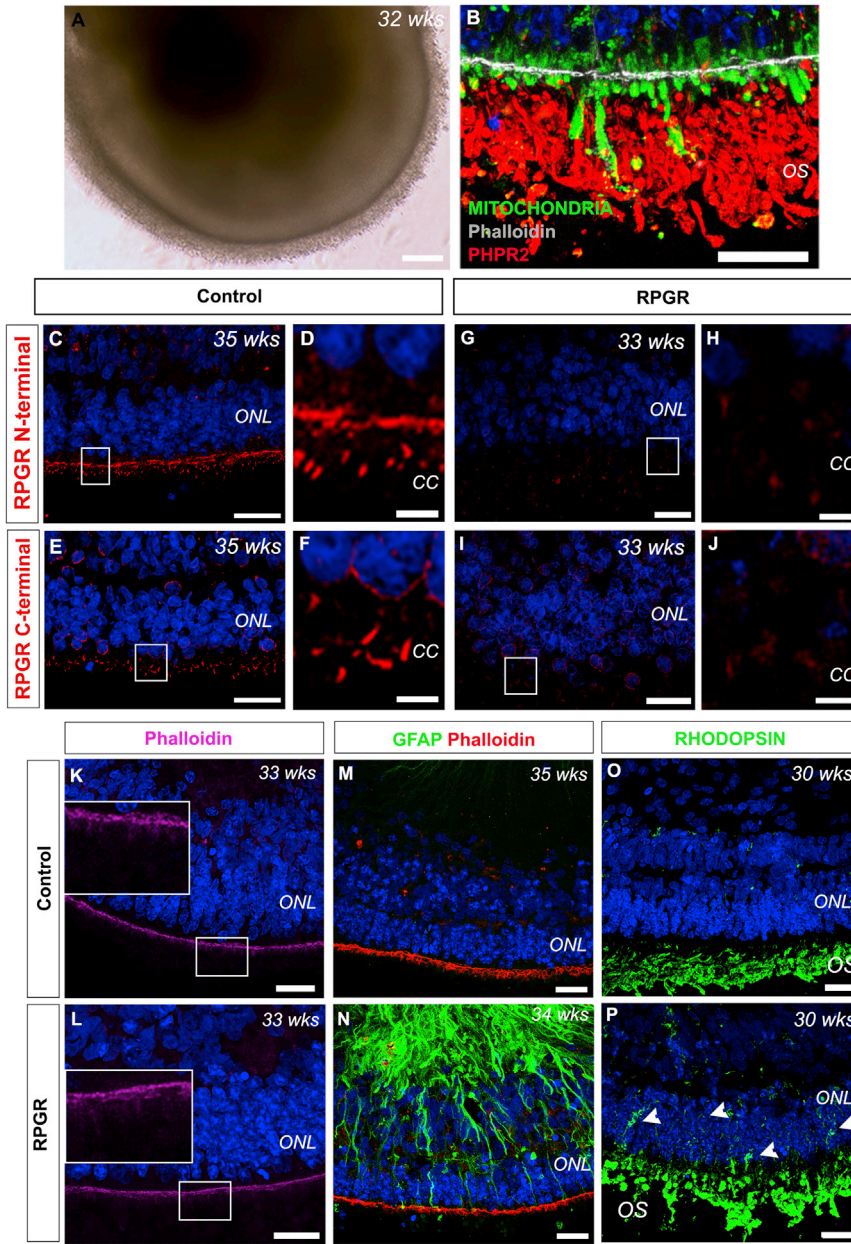 A
32 wks
B
OS
MITOCHONDRIA
Phalloidin
PHPR2
Control
RPGR
RPGR N-terminal
C
35 wks
ONL
D
CC
G
33 wks
ONL
H
CC
RPGR C-terminal
E
35 wks
ONL
F
CC
I
33 wks
ONL
J
CC
Phalloidin
GFAP Phalloidin
RHODOPSIN
Control
K
33 wks
ONL
M
35 wks
ONL
O
30 wks
ONL
OS
RPGR
L
33 wks
ONL
N
34 wks
ONL
P
30 wks
ONL
OS